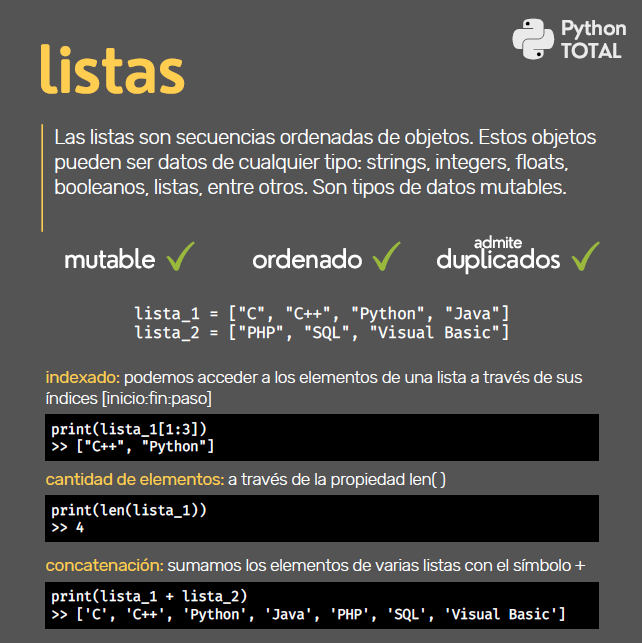 Python
TOTAL
listas
Las listas son secuencias ordenadas de objetos. Estos objetos
pueden ser datos de cualquier tipo: strings, integers, floats,
booleanos, listas, entre otros. Son tipos de datos mutables.
mutable ordenado admite duplicados
lista_1 = ["C", "C++", "Python", "Java"]
lista_2 = ["PHP", "SQL", "Visual Basic"]
indexado: podemos acceder a los elementos de una lista a través de sus
índices [inicio:fin:paso]
print(lista_1[1:3])
>> ["C++", "Python"]
cantidad de elementos: a través de la propiedad len( )
print(len(lista_1))
>> 4
concatenación: sumamos los elementos de varias listas con el símbolo +
print(lista_1 + lista_2)
>> ['C', 'C++', 'Python', 'Java', 'PHP', 'SQL', 'Visual Basic']